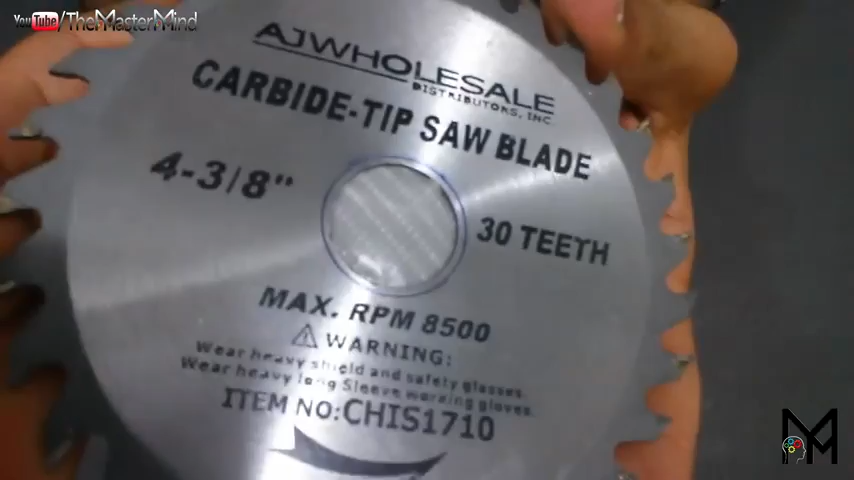 YouTube/TheMasterMind
AJWHOLESALE
DISTRIBUTORS, INC
CARBIDE-TIP SAW BLADE
4-3/8"
30 TEETH
MAX. RPM 8500
WARNING:
Wear heavy shield and safety glasses.
Wear heavy long Sleeve working gloves.
ITEM NO:CHIS1710
M